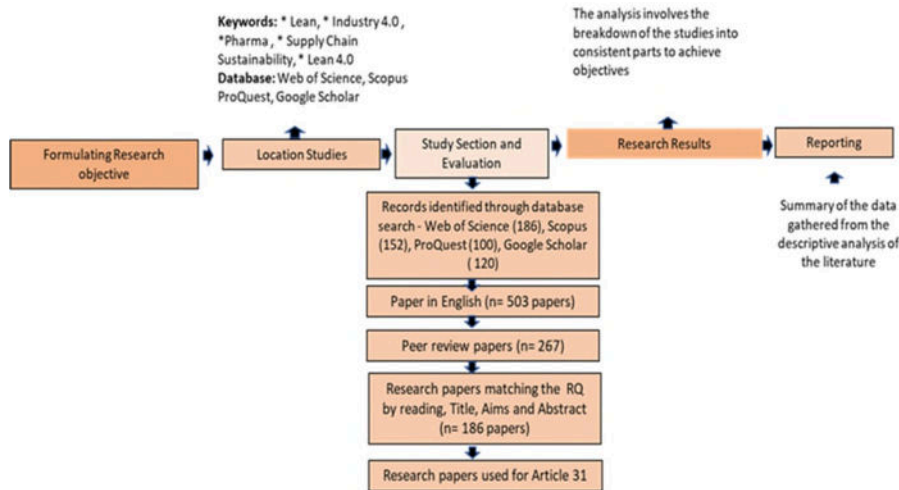 Keywords: * Lean, * Industry 4.0 ,
*Pharma , * Supply Chain
Sustainability,* Lean 4.0
Database: Web of Science, Scopus
ProQuest, Google Scholar
The analysis involves the
breakdown of the studies into
consistent parts to achieve
objectives
Formulating Research
objective
Location Studies
Study Section and
Evaluation
Research Results
Reporting
Records identified through database
search - Web of Science (186), Scopus
(152), ProQuest (100), Google Scholar
( 120)
Paper in English (n= 503 papers)
Peer review papers (n= 267)
Research papers matching the RQ
by reading, Title, Aims and Abstract
(n= 186 papers)
Research papers used for Article 31
Summary of the data
gathered from the
descriptive analysis of
the literature